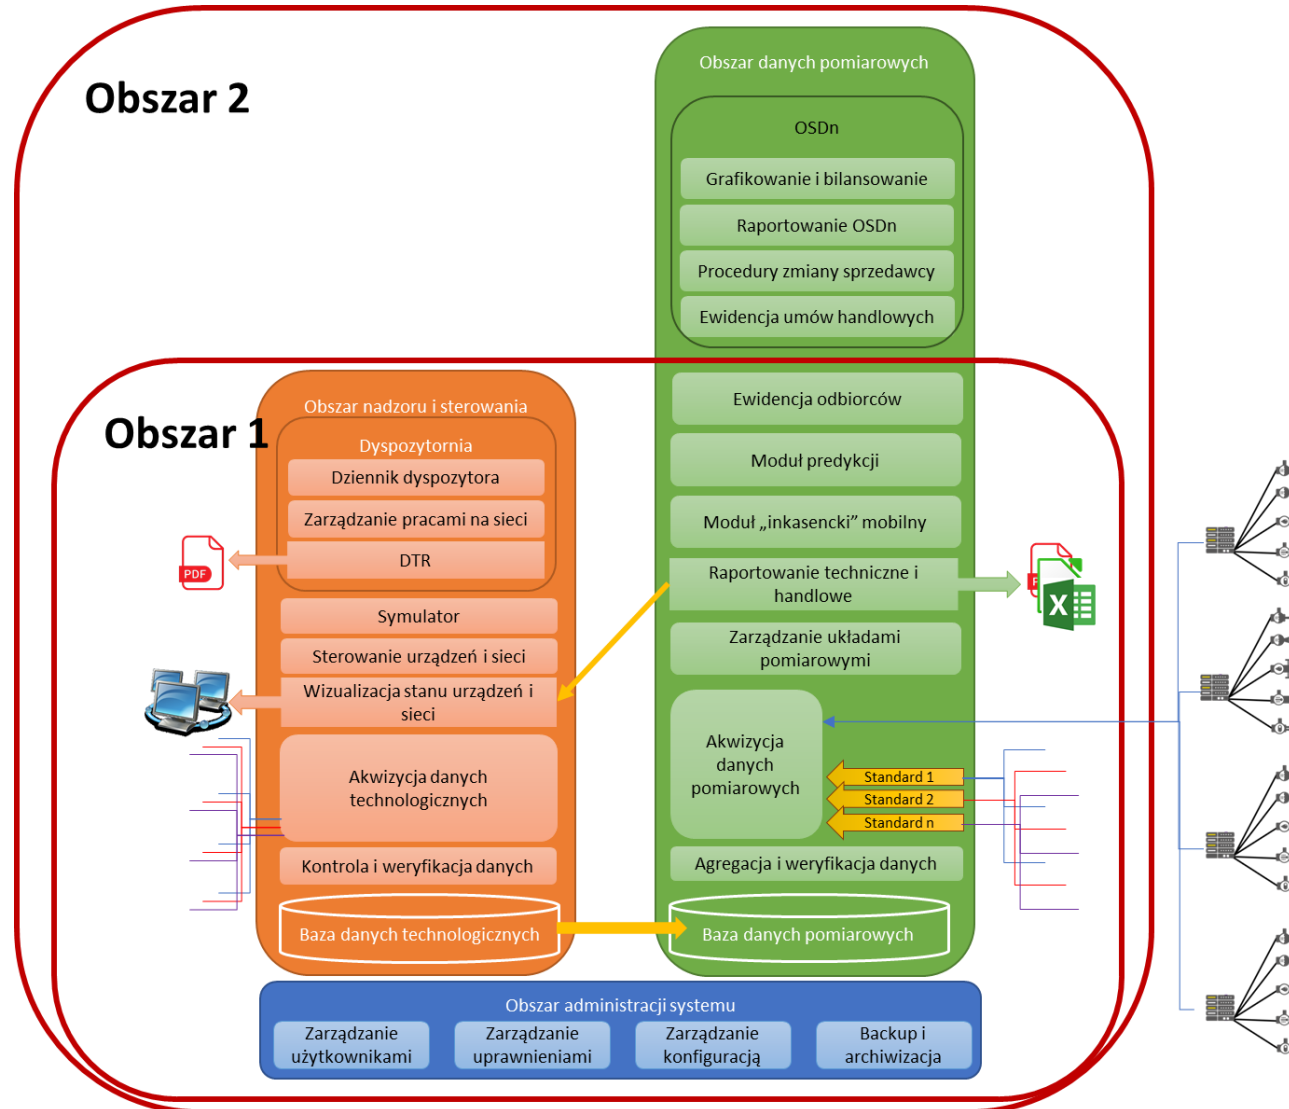 Obszar 2
Obszar danych pomiarowych
OSDn
Grafikowanie i bilansowanie
Raportowanie OSDn
Procedury zmiany sprzedawcy
Ewidencja umów handlowych
Obszar 1
Obszar nadzoru i sterowania
Dyspozytornia
Dziennik dyspozytora
Zarządzanie pracami na sieci
DTR
PDF
Symulator
Sterowanie urządzeń i sieci
Wizualizacja stanu urządzeń i
sieci
Akwizycja danych
technologicznych
Kontrola i weryfikacja danych
Baza danych technologicznych
Ewidencja odbiorców
Moduł predykcji
Moduł „inkasencki” mobilny
Raportowanie techniczne i
handlowe
X
Zarządzanie układami
pomiarowymi
Akwizycja
danych
pomiarowych
Standard 1
Standard 2
Standard n
Agregacja i weryfikacja danych
Baza danych pomiarowych
Obszar administracji systemu
Zarządzanie
użytkownikami
Zarządzanie
uprawnieniami
Zarządzanie
konfiguracją
Backup i
archiwizacja